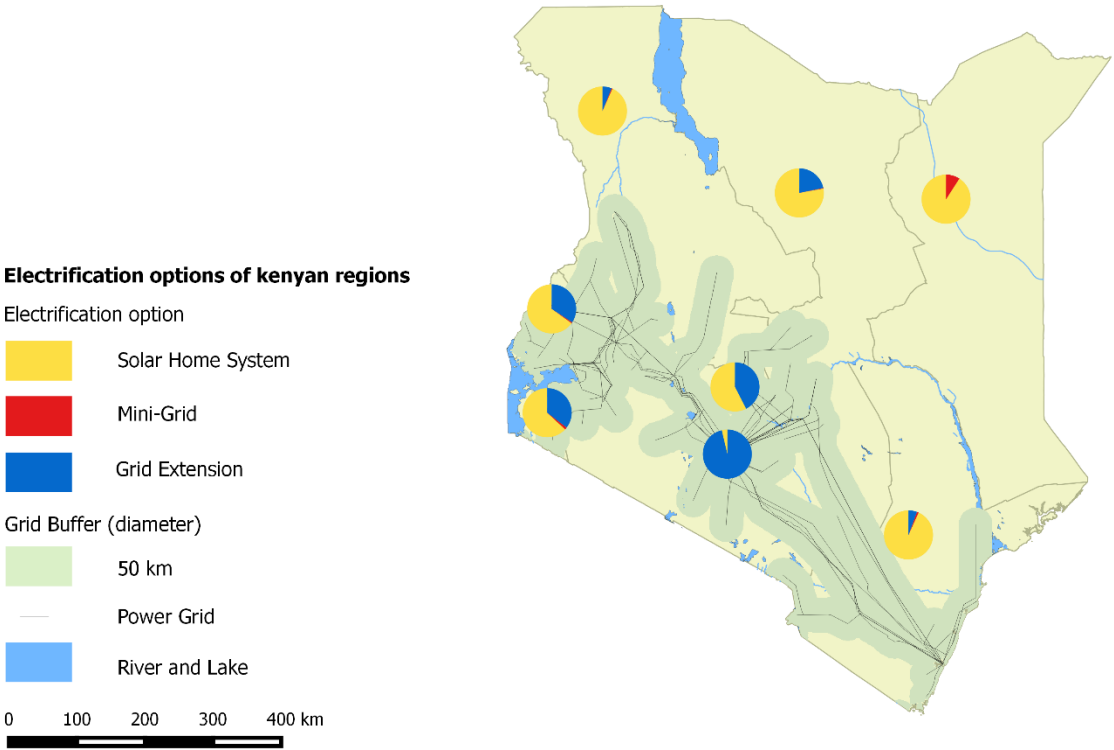 Electrification options of kenyan regions
Electrification option
Solar Home System
Mini-Grid
Grid Extension
Grid Buffer (diameter)
50 km
Power Grid
River and Lake
0 100 200 300 400 km